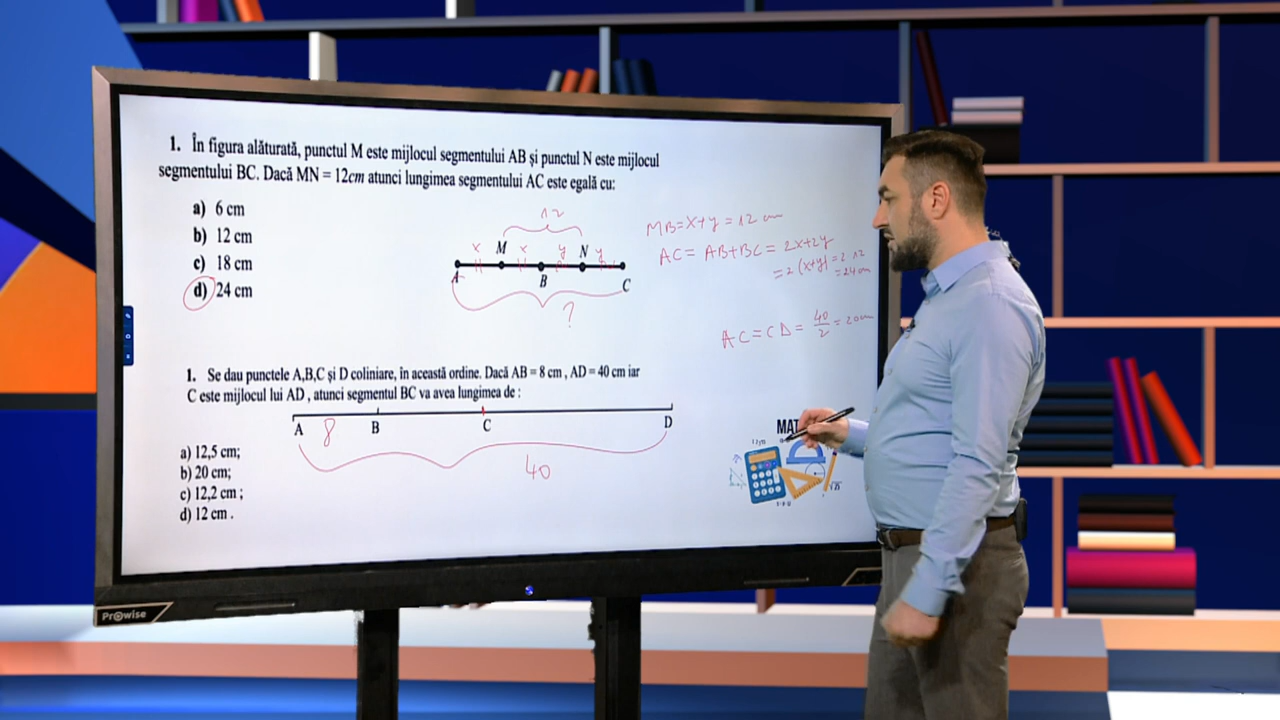 1. În figura alăturată, punctul M este mijlocul segmentului AB și punctul N este mijlocul
segmentului BC. Dacă MN = 12cm atunci lungimea segmentului AC este egală cu:
a) 6 cm
b) 12 cm
c) 18 cm
d) 24 cm
12
x M x y N y
A B C
?
MB=x+y=12 cm
AC= AB+BC= 2x+2y
=2(x+y)=2·12
=24cm
AC=CD= 40/2 =20cm
1. Se dau punctele A,B,C și D coliniare, în această ordine. Dacă AB = 8 cm , AD = 40 cm iar
C este mijlocul lui AD , atunci segmentul BC va avea lungimea de :
A 8 B C D
40
a) 12,5 cm;
b) 20 cm;
c) 12,2 cm ;
d) 12 cm .
MAT
Prowise